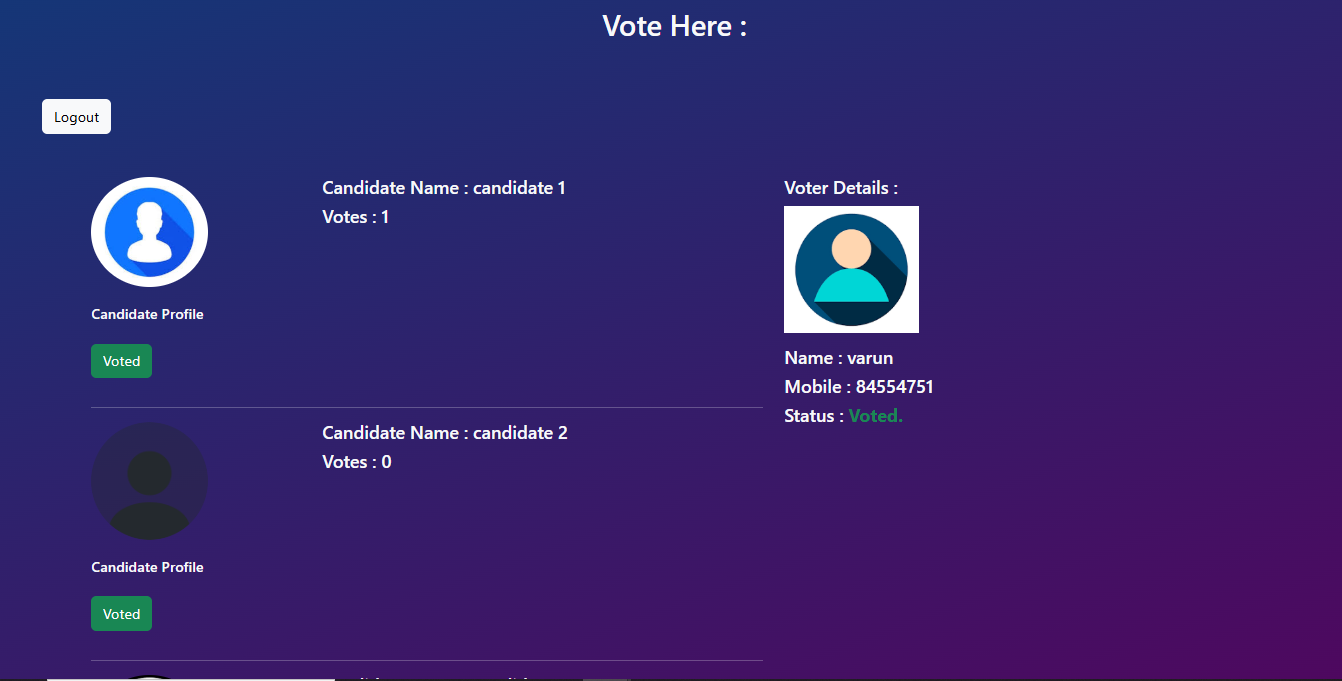 Vote Here :
Logout
Candidate Name : candidate 1
Votes : 1
Candidate Profile
Voted
Candidate Name : candidate 2
Votes : 0
Candidate Profile
Voted
Voter Details :
Name : varun
Mobile : 84554751
Status : Voted.